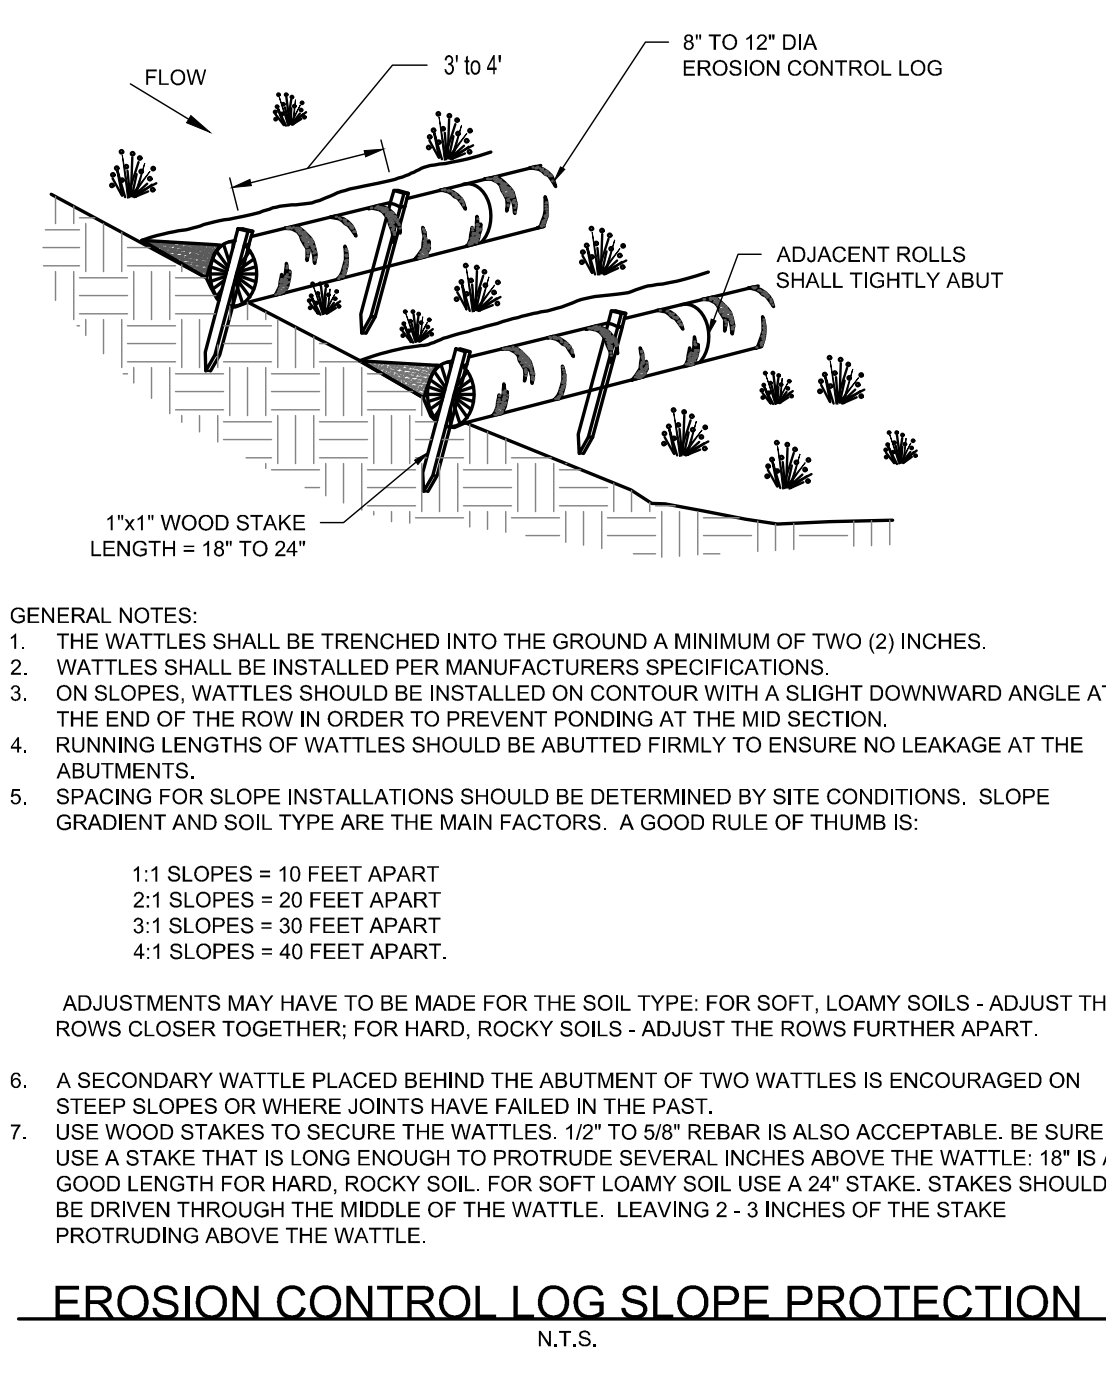 8" TO 12" DIA
EROSION CONTROL LOG
3' to 4'
FLOW
ADJACENT ROLLS
SHALL TIGHTLY ABUT
1"x1" WOOD STAKE
LENGTH = 18" TO 24"
GENERAL NOTES:
1. THE WATTLES SHALL BE TRENCHED INTO THE GROUND A MINIMUM OF TWO (2) INCHES.
2. WATTLES SHALL BE INSTALLED PER MANUFACTURERS SPECIFICATIONS.
3. ON SLOPES, WATTLES SHOULD BE INSTALLED ON CONTOUR WITH A SLIGHT DOWNWARD ANGLE AT
THE END OF THE ROW IN ORDER TO PREVENT PONDING AT THE MID SECTION.
4. RUNNING LENGTHS OF WATTLES SHOULD BE ABUTTED FIRMLY TO ENSURE NO LEAKAGE AT THE
ABUTMENTS.
5. SPACING FOR SLOPE INSTALLATIONS SHOULD BE DETERMINED BY SITE CONDITIONS. SLOPE
GRADIENT AND SOIL TYPE ARE THE MAIN FACTORS. A GOOD RULE OF THUMB IS:
1:1 SLOPES = 10 FEET APART
2:1 SLOPES = 20 FEET APART
3:1 SLOPES = 30 FEET APART
4:1 SLOPES = 40 FEET APART.
ADJUSTMENTS MAY HAVE TO BE MADE FOR THE SOIL TYPE: FOR SOFT, LOAMY SOILS - ADJUST TH
ROWS CLOSER TOGETHER; FOR HARD, ROCKY SOILS - ADJUST THE ROWS FURTHER APART.
6. A SECONDARY WATTLE PLACED BEHIND THE ABUTMENT OF TWO WATTLES IS ENCOURAGED ON
STEEP SLOPES OR WHERE JOINTS HAVE FAILED IN THE PAST.
7. USE WOOD STAKES TO SECURE THE WATTLES. 1/2" TO 5/8" REBAR IS ALSO ACCEPTABLE. BE SURE
USE A STAKE THAT IS LONG ENOUGH TO PROTRUDE SEVERAL INCHES ABOVE THE WATTLE: 18" IS A
GOOD LENGTH FOR HARD, ROCKY SOIL. FOR SOFT LOAMY SOIL USE A 24" STAKE. STAKES SHOULD
BE DRIVEN THROUGH THE MIDDLE OF THE WATTLE. LEAVING 2 - 3 INCHES OF THE STAKE
PROTRUDING ABOVE THE WATTLE.
EROSION CONTROL LOG SLOPE PROTECTION
N.T.S.